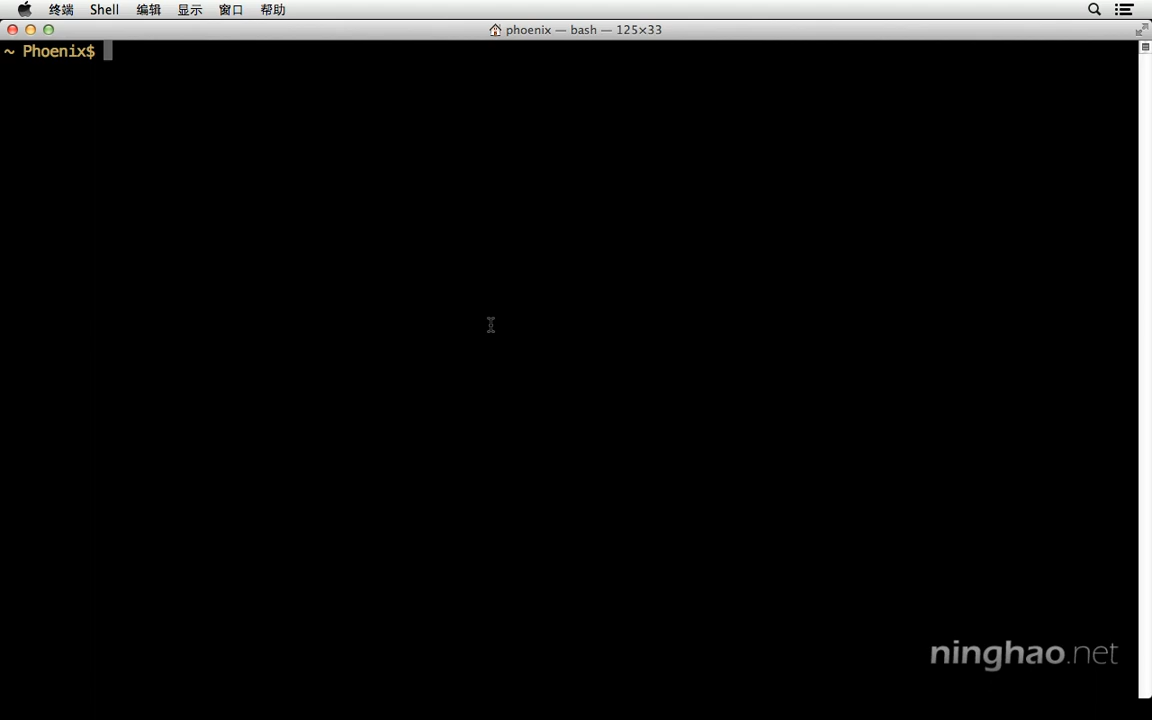 终端 Shell 编辑 显示 窗口 帮助
phoenix — bash — 125×33
~ Phoenix$
ninghao.net